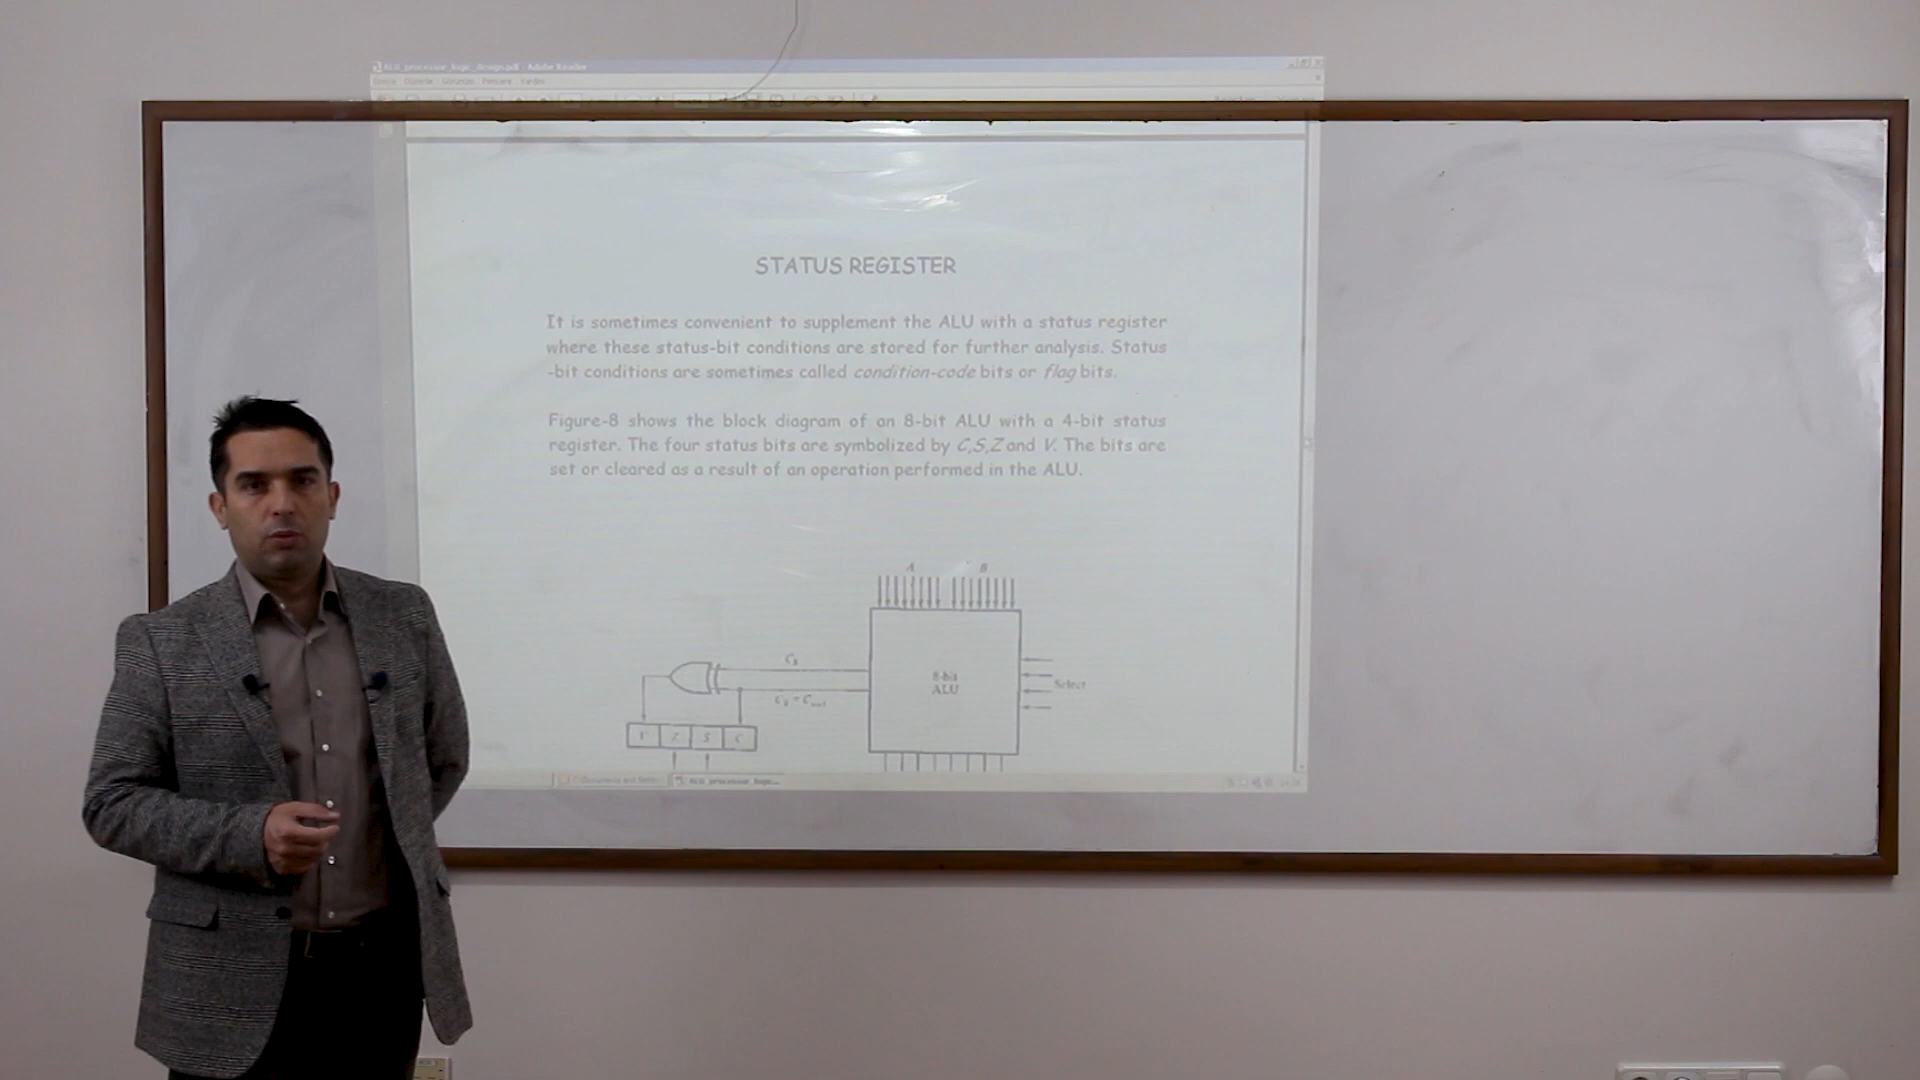 ALU_processor_logic_design.pdf - Adobe Reader
STATUS REGISTER
It is sometimes convenient to supplement the ALU with a status register
where these status-bit conditions are stored for further analysis. Status
-bit conditions are sometimes called condition-code bits or flag bits.
Figure-8 shows the block diagram of an 8-bit ALU with a 4-bit status
register. The four status bits are symbolized by C,S,Z and V. The bits are
set or cleared as a result of an operation performed in the ALU.
A B
8-bit
ALU
Select
V Z S C